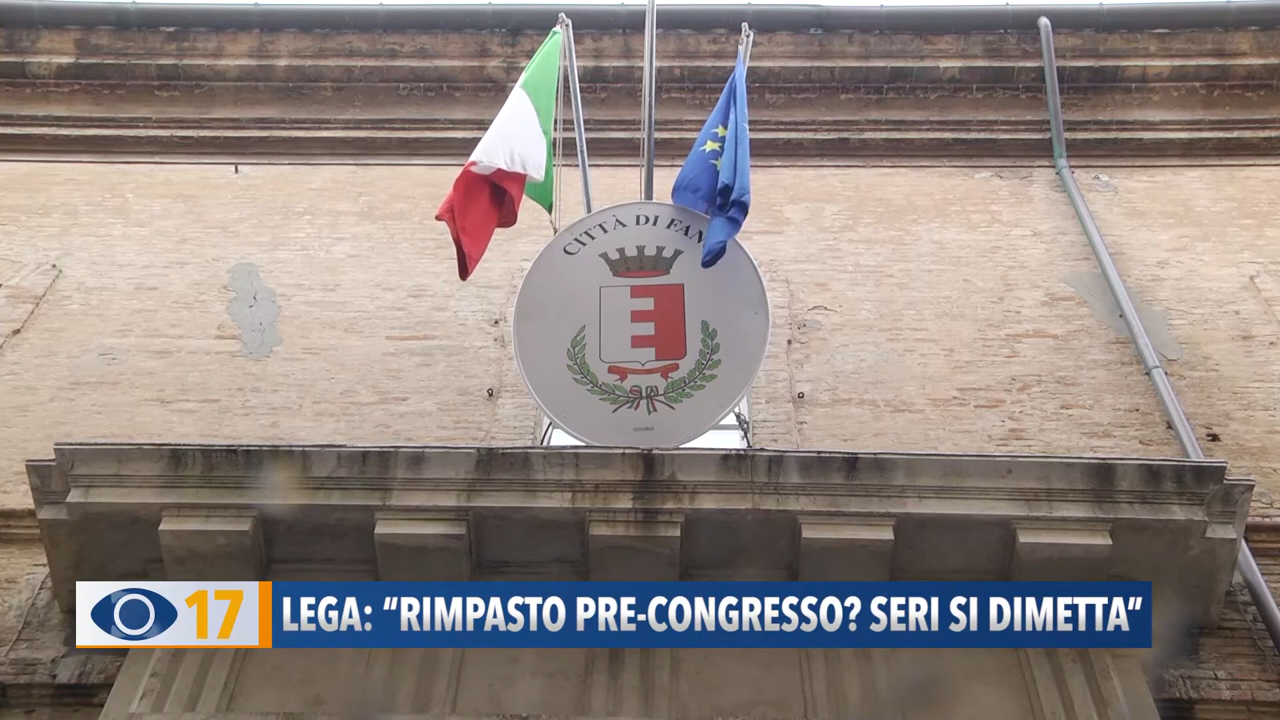 CITTÀ DI FAN
17
LEGA: “RIMPASTO PRE-CONGRESSO? SERI SI DIMETTA“